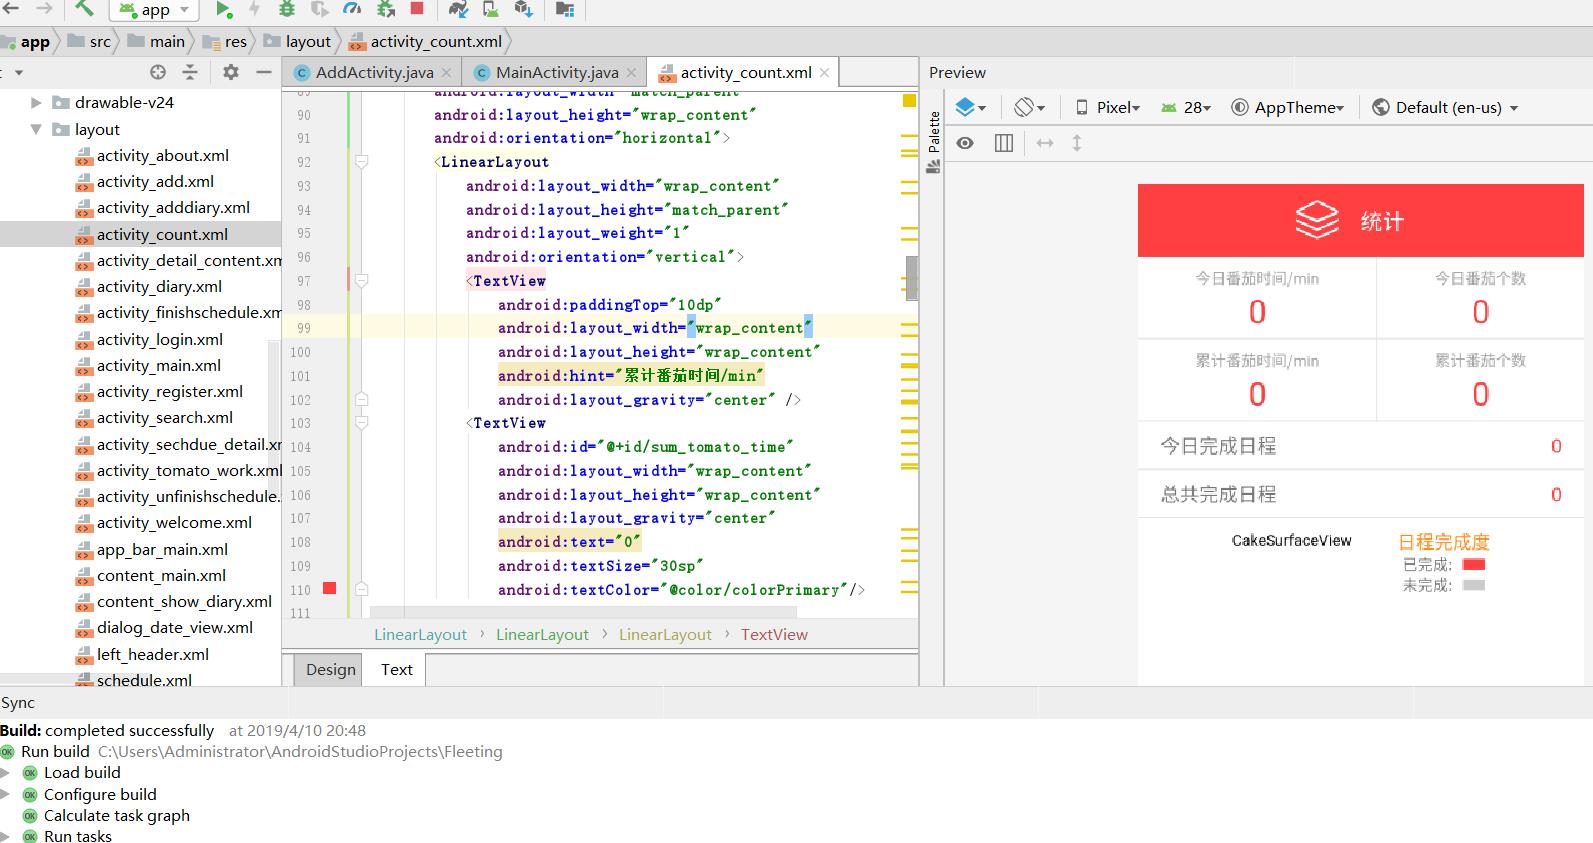 app
app src main res layout activity_count.xml
AddActivity.java MainActivity.java activity_count.xml
Preview
drawable-v24
layout
activity_about.xml
activity_add.xml
activity_adddiary.xml
activity_count.xml
activity_detail_content.xm
activity_diary.xml
activity_finishschedule.xm
activity_login.xml
activity_main.xml
activity_register.xml
activity_search.xml
activity_sechdue_detail.xr
activity_tomato_work.xml
activity_unfinishschedule.
activity_welcome.xml
app_bar_main.xml
content_main.xml
content_show_diary.xml
dialog_date_view.xml
left_header.xml
schedule.xml
89 android:layout_width="match_parent"
90 android:layout_height="wrap_content"
91 android:orientation="horizontal">
92 <LinearLayout
93 android:layout_width="wrap_content"
94 android:layout_height="match_parent"
95 android:layout_weight="1"
96 android:orientation="vertical">
97 <TextView
98 android:paddingTop="10dp"
99 android:layout_width="wrap_content"
100 android:layout_height="wrap_content"
101 android:hint="累计番茄时间/min"
102 android:layout_gravity="center" />
103 <TextView
104 android:id="@+id/sum_tomato_time"
105 android:layout_width="wrap_content"
106 android:layout_height="wrap_content"
107 android:layout_gravity="center"
108 android:text="0"
109 android:textSize="30sp"
110 android:textColor="@color/colorPrimary"/>
111
LinearLayout › LinearLayout › LinearLayout › TextView
Design Text
Palette
Pixel 28 AppTheme Default (en-us)
统计
今日番茄时间/min 今日番茄个数
0 0
累计番茄时间/min 累计番茄个数
0 0
今日完成日程 0
总共完成日程 0
CakeSurfaceView 日程完成度
已完成:
未完成:
Sync
Build: completed successfully at 2019/4/10 20:48
Run build C:\Users\Administrator\AndroidStudioProjects\Fleeting
Load build
Configure build
Calculate task graph
Run tasks